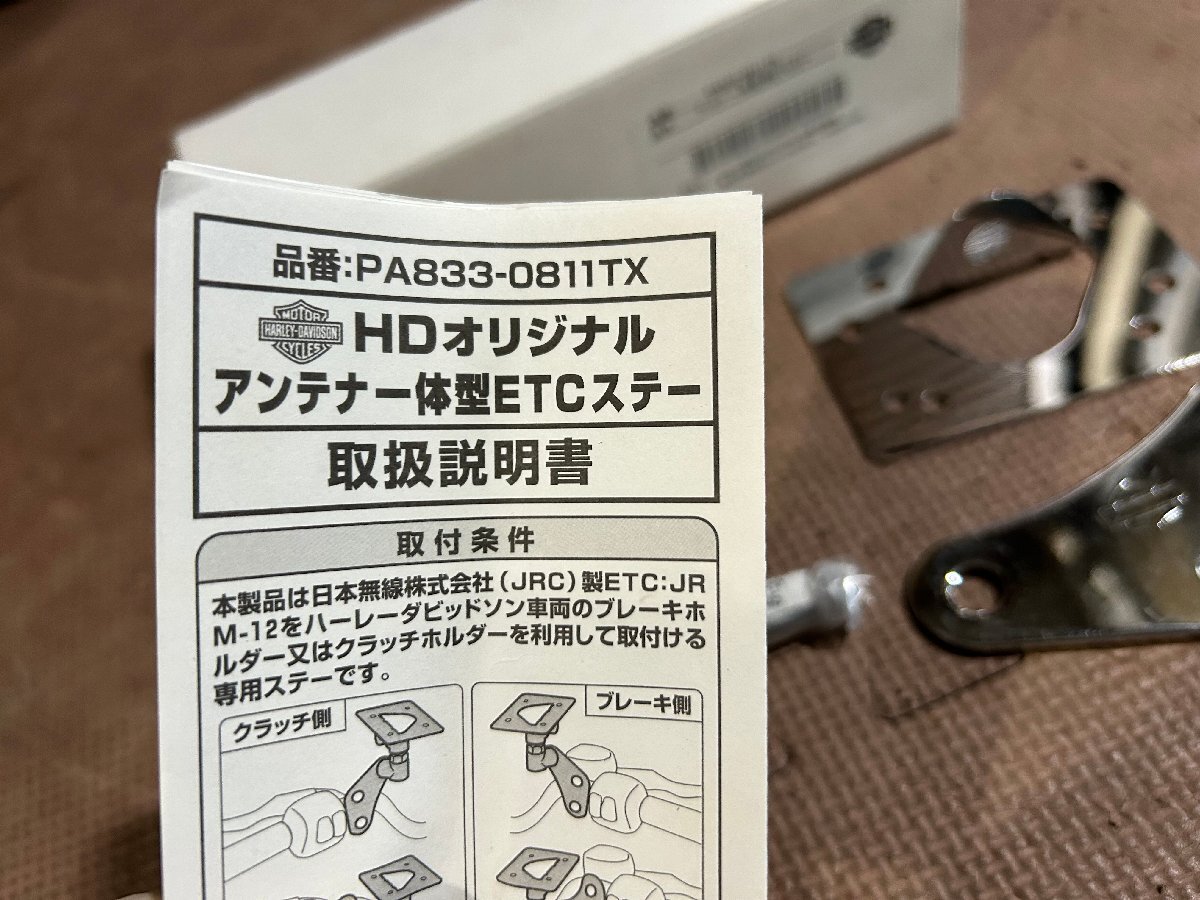 品番:PA833-0811TX
MOTOR
HARLEY-DAVIDSON
CYCLES
HDオリジナル
アンテナ一体型ETCステー
取扱説明書
取付条件
本製品は日本無線株式会社(JRC)製ETC:JR
M-12をハーレーダビッドソン車両のブレーキホ
ルダー又はクラッチホルダーを利用して取付ける
専用ステーです。
クラッチ側
ブレーキ側